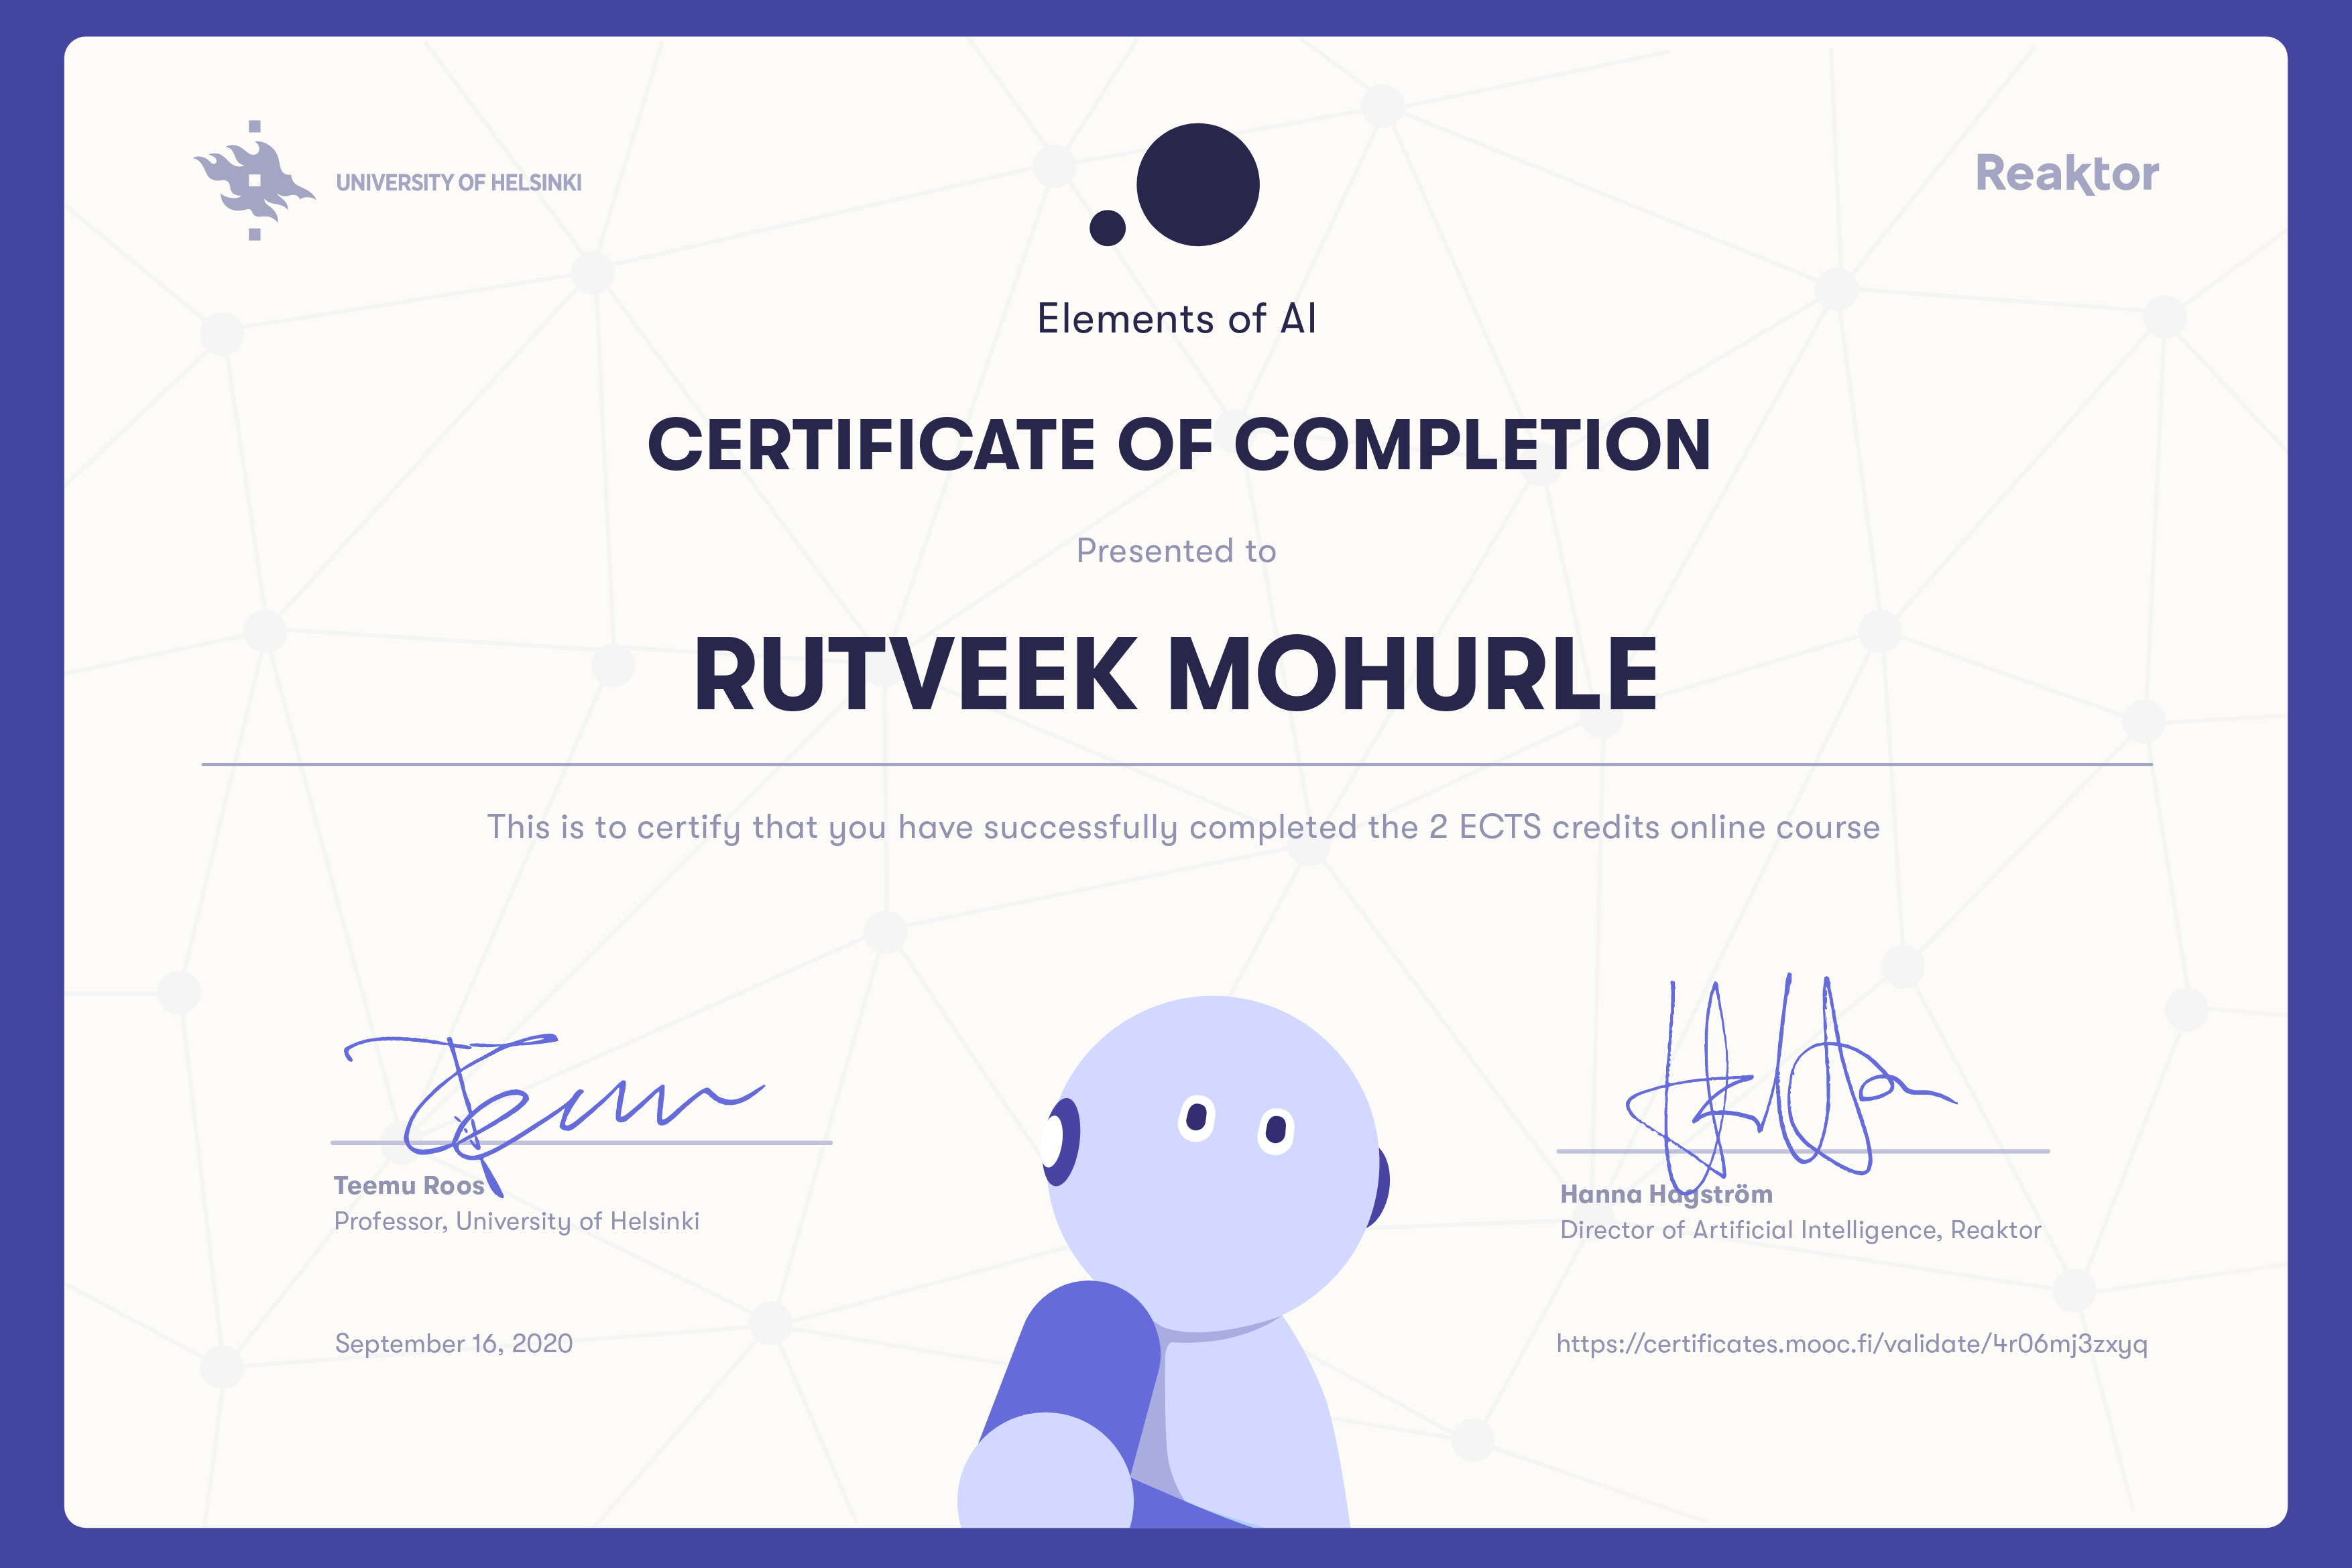 UNIVERSITY OF HELSINKI
Reaktor
Elements of AI
CERTIFICATE OF COMPLETION
Presented to
RUTVEEK MOHURLE
This is to certify that you have successfully completed the 2 ECTS credits online course
Teemu Roos
Professor, University of Helsinki
Hanna Hagström
Director of Artificial Intelligence, Reaktor
September 16, 2020
https://certificates.mooc.fi/validate/4r06mj3zxyq